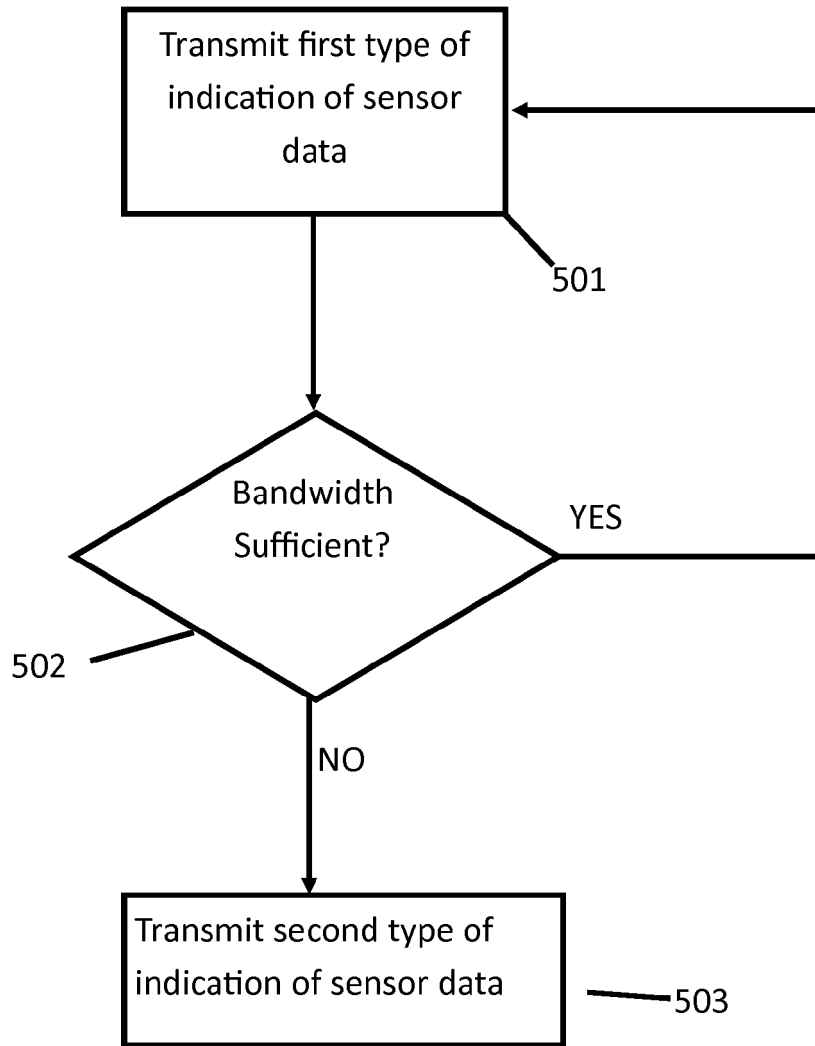 Transmit first type of
indication of sensor
data
501
Bandwidth
Sufficient?
YES
502
NO
Transmit second type of
indication of sensor data
503